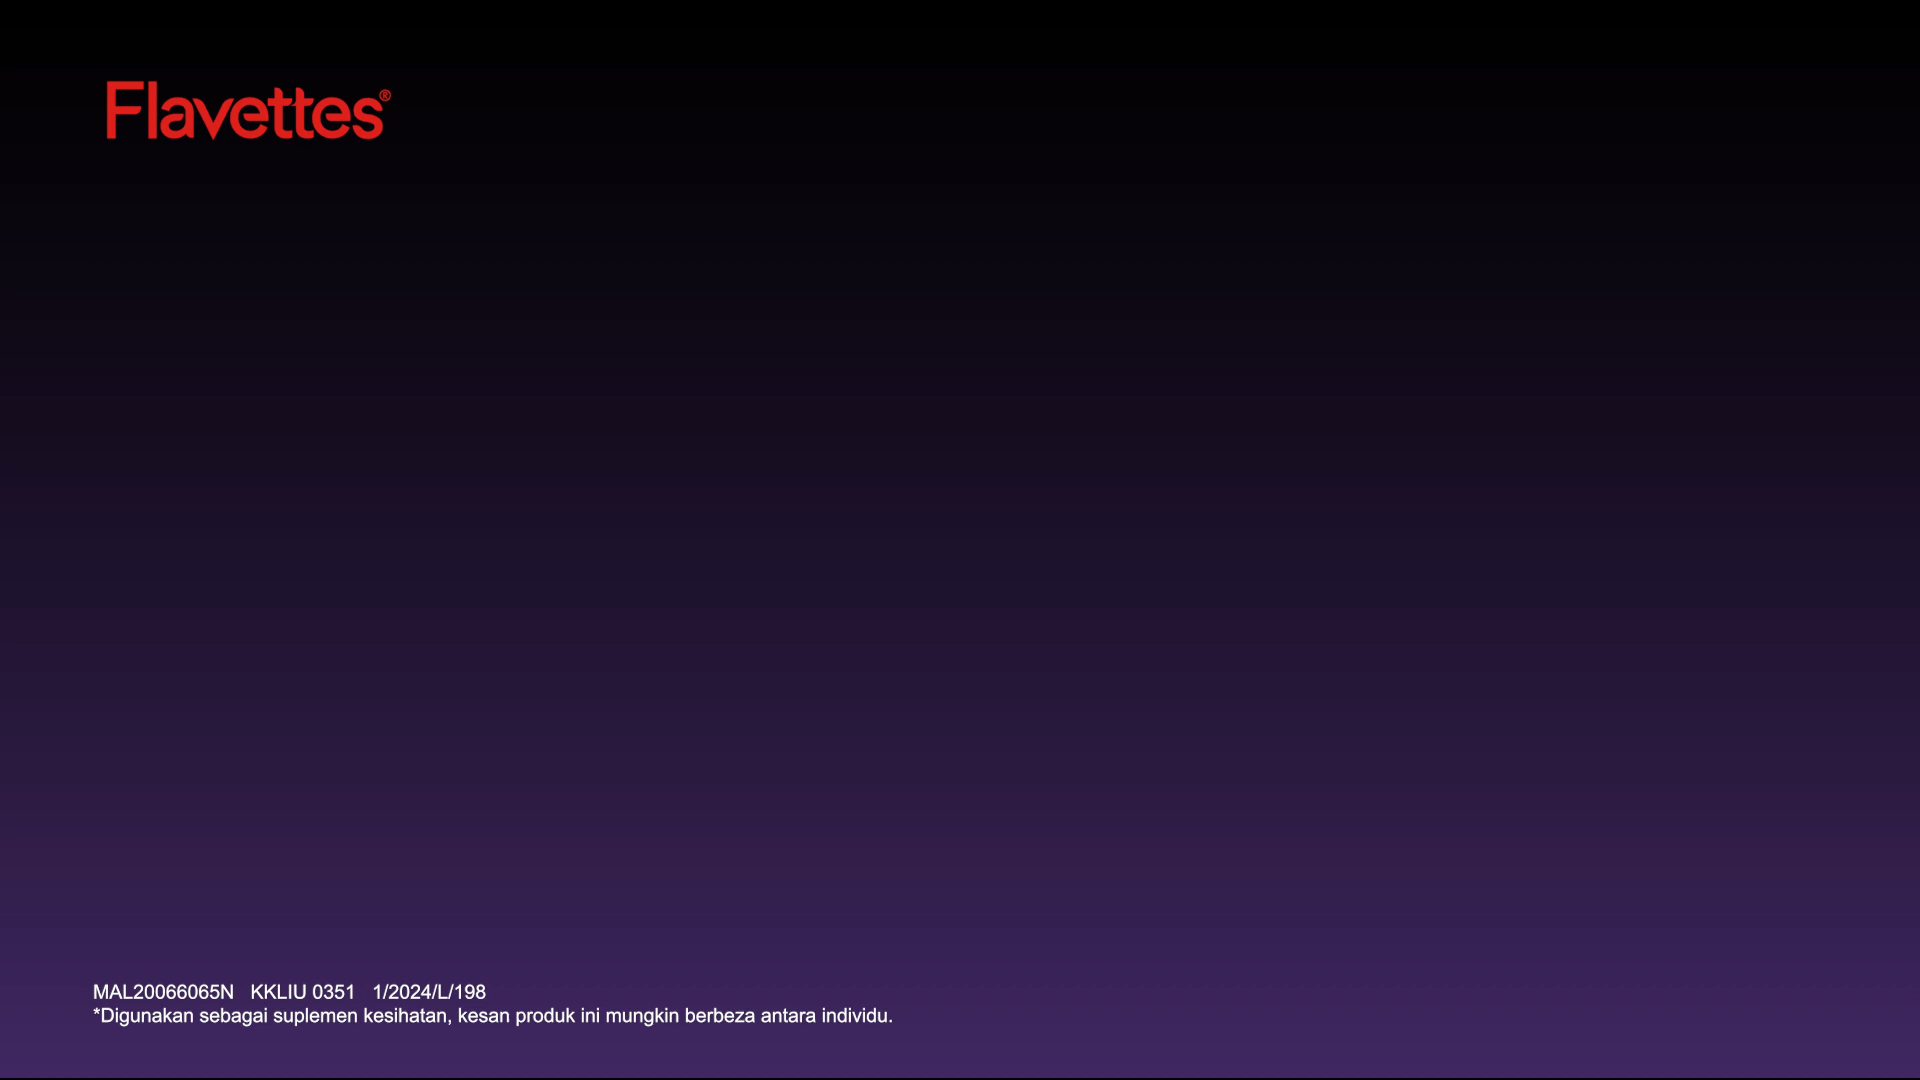 Flavettes®
MAL20066065N KKLIU 0351 1/2024/L/198
*Digunakan sebagai suplemen kesihatan, kesan produk ini mungkin berbeza antara individu.